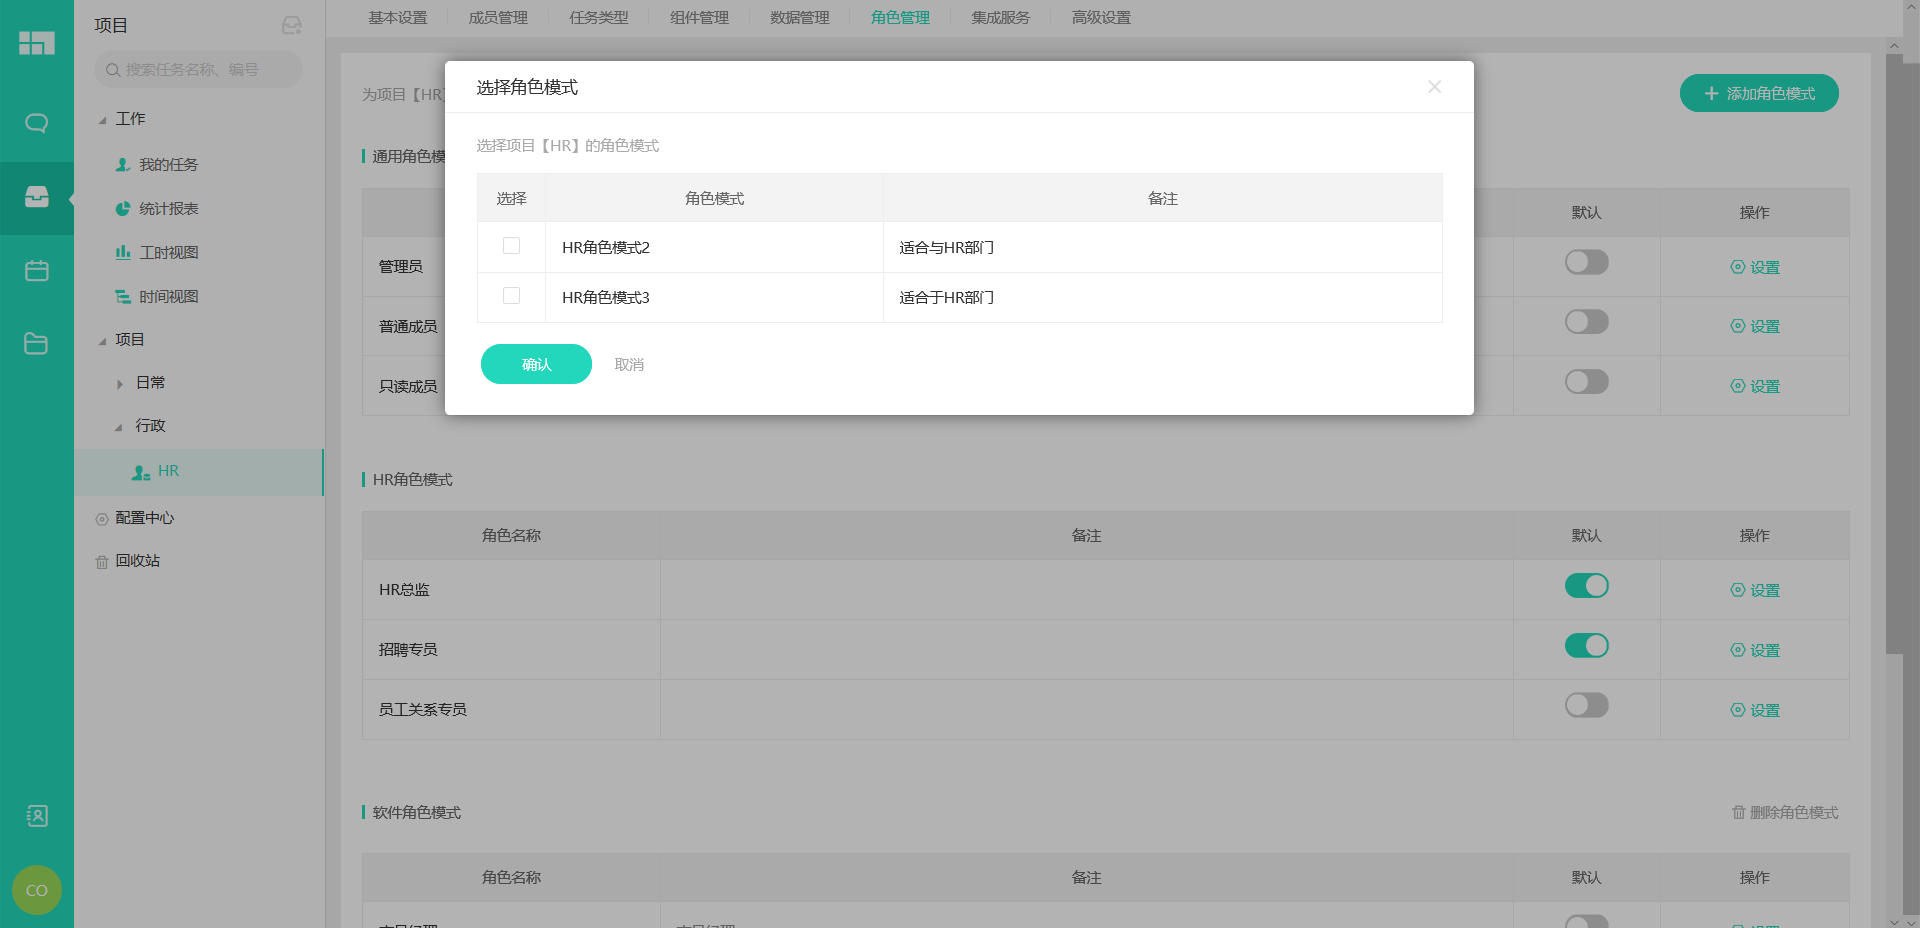 项目
搜索任务名称、编号
工作
我的任务
统计报表
工时视图
时间视图
项目
日常
行政
HR
配置中心
回收站
CO
基本设置 成员管理 任务类型 组件管理 数据管理 角色管理 集成服务 高级设置
为项目【HR
添加角色模式
选择角色模式
选择项目【HR】的角色模式
选择 角色模式 备注
HR角色模式2 适合与HR部门
HR角色模式3 适合于HR部门
确认 取消
通用角色模
默认 操作
管理员 设置
普通成员 设置
只读成员 设置
HR角色模式
角色名称 备注 默认 操作
HR总监 设置
招聘专员 设置
员工关系专员 设置
软件角色模式 删除角色模式
角色名称 备注 默认 操作